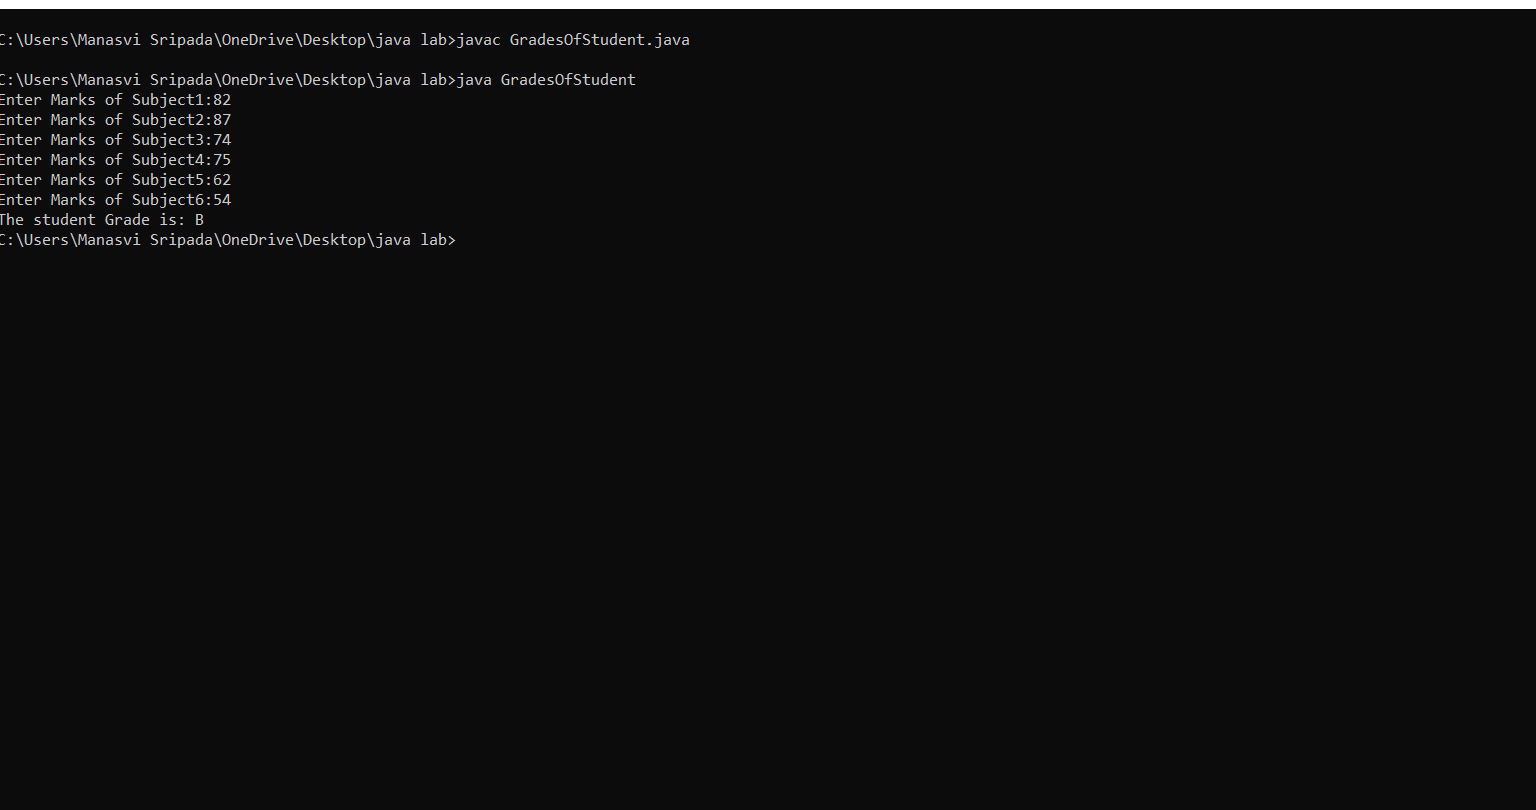 C:\Users\Manasvi Sripada\OneDrive\Desktop\java lab>javac GradesOfStudent.java
C:\Users\Manasvi Sripada\OneDrive\Desktop\java lab>java GradesOfStudent
Enter Marks of Subject1:82
Enter Marks of Subject2:87
Enter Marks of Subject3:74
Enter Marks of Subject4:75
Enter Marks of Subject5:62
Enter Marks of Subject6:54
The student Grade is: B
C:\Users\Manasvi Sripada\OneDrive\Desktop\java lab>